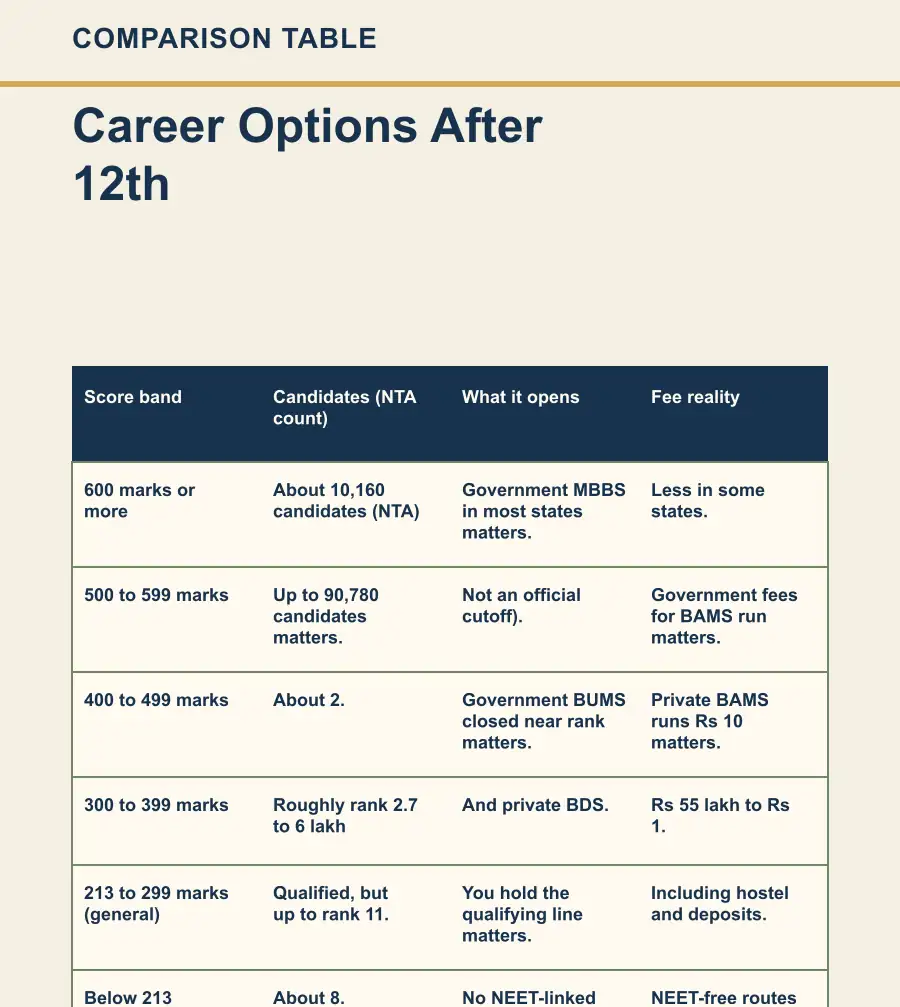 COMPARISON TABLE
Career Options After
12th
Score band
Candidates (NTA
count)
What it opens
Fee reality
600 marks or
more
About 10,160
candidates (NTA)
Government MBBS
in most states
matters.
Less in some
states.
500 to 599 marks
Up to 90,780
candidates
matters.
Not an official
cutoff).
Government fees
for BAMS run
matters.
400 to 499 marks
About 2.
Government BUMS
closed near rank
matters.
Private BAMS
runs Rs 10
matters.
300 to 399 marks
Roughly rank 2.7
to 6 lakh
And private BDS.
Rs 55 lakh to Rs
1.
213 to 299 marks
(general)
Qualified, but
up to rank 11.
You hold the
qualifying line
matters.
Including hostel
and deposits.
Below 213
About 8.
No NEET-linked
NEET-free routes